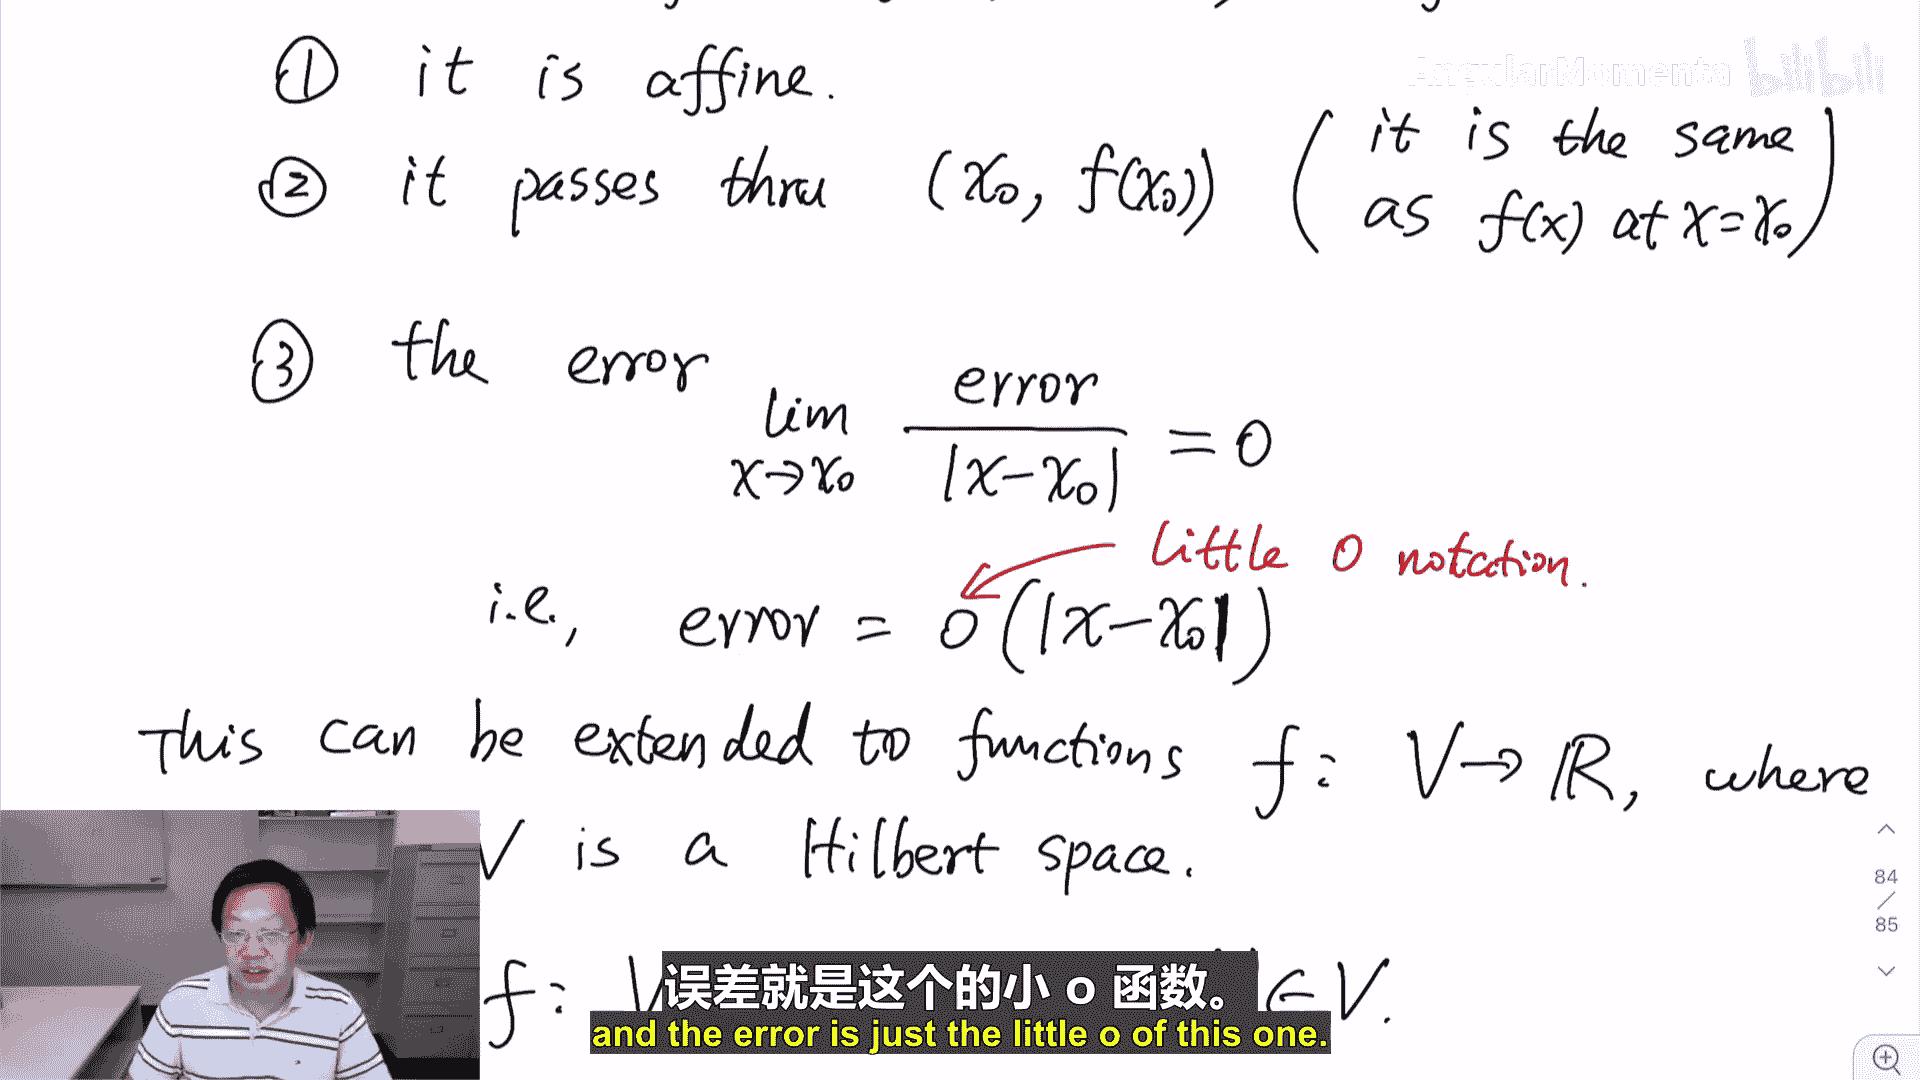 AngularMomenta bilibili
① it is affine.
② it passes thru (x₀, f(x₀)) ( it is the same
as f(x) at x=x₀ )
③ the error
lim x→x₀ error / |x-x₀| = 0
little o notation.
i.e., error = o(|x-x₀|)
This can be extended to functions f: V→ℝ, where
V is a Hilbert space.
84
/
85
f: V ∈ V.
误差就是这个的小 o 函数。
and the error is just the little o of this one.